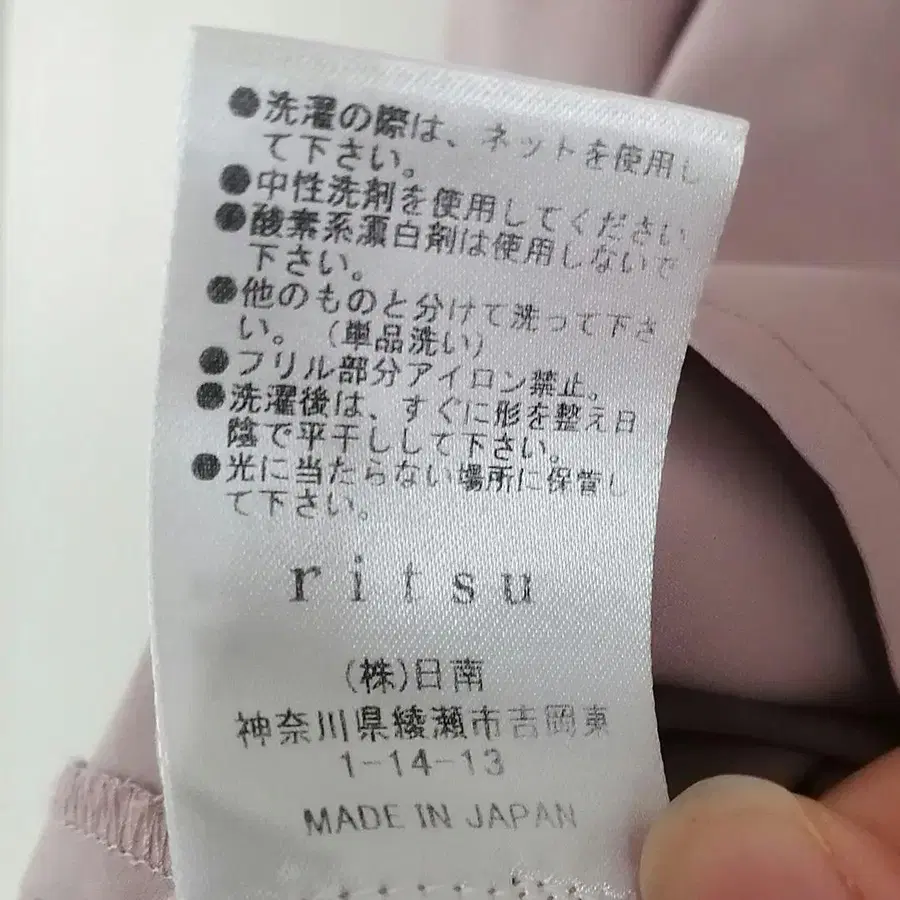 ●洗濯の際は、ネットを使用し
て下さい。
●中性洗剤を使用してください
●酸素系漂白剤は使用しないで
下さい。
●他のものと分けて洗って下さ
い。（単品洗い）
●フリル部分アイロン禁止。
●洗濯後は、すぐに形を整え日
陰で平干しして下さい。
●光に当たらない場所に保管し
て下さい。
ritsu
(株)日南
神奈川県綾瀬市吉岡東
1-14-13
MADE IN JAPAN